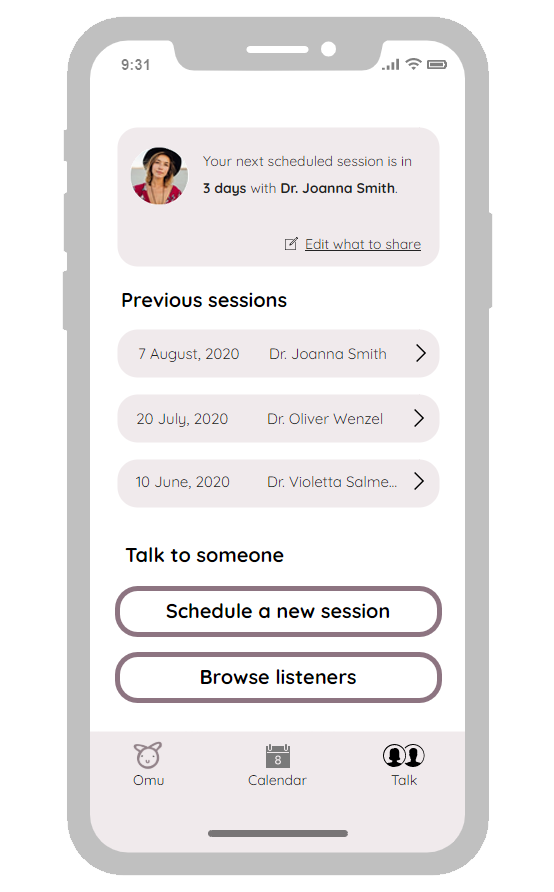 9:31
Your next scheduled session is in
3 days with Dr. Joanna Smith.
Edit what to share
Previous sessions
7 August, 2020 Dr. Joanna Smith
20 July, 2020 Dr. Oliver Wenzel
10 June, 2020 Dr. Violetta Salme...
Talk to someone
Schedule a new session
Browse listeners
8
Omu Calendar Talk